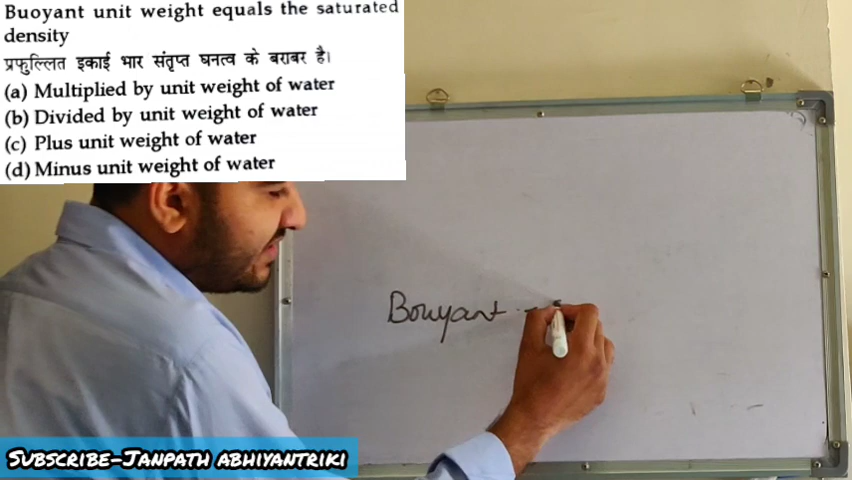 Buoyant unit weight equals the saturated
density
प्रफुल्लित इकाई भार संतृप्त घनत्व के बराबर है।
(a) Multiplied by unit weight of water
(b) Divided by unit weight of water
(c) Plus unit weight of water
(d) Minus unit weight of water
Bouyant
SUBSCRIBE-JANPATH ABHIYANTRIKI